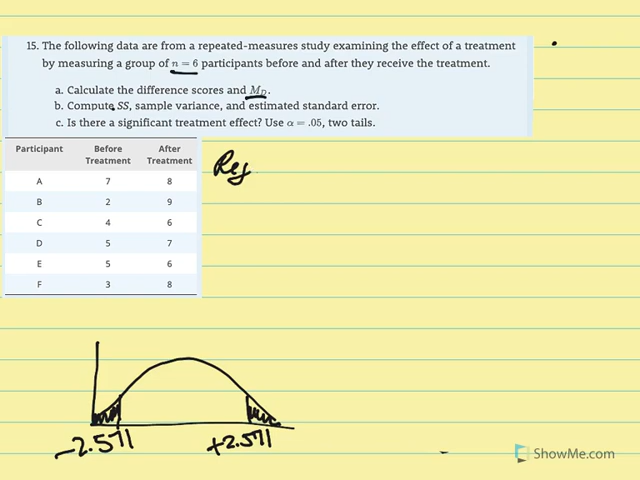 15. The following data are from a repeated-measures study examining the effect of a treatment
by measuring a group of n = 6 participants before and after they receive the treatment.
a. Calculate the difference scores and M_D.
b. Compute SS, sample variance, and estimated standard error.
c. Is there a significant treatment effect? Use α = .05, two tails.
Participant Before Treatment After Treatment
A 7 8
B 2 9
C 4 6
D 5 7
E 5 6
F 3 8
Rej
-2.571 +2.571
ShowMe.com